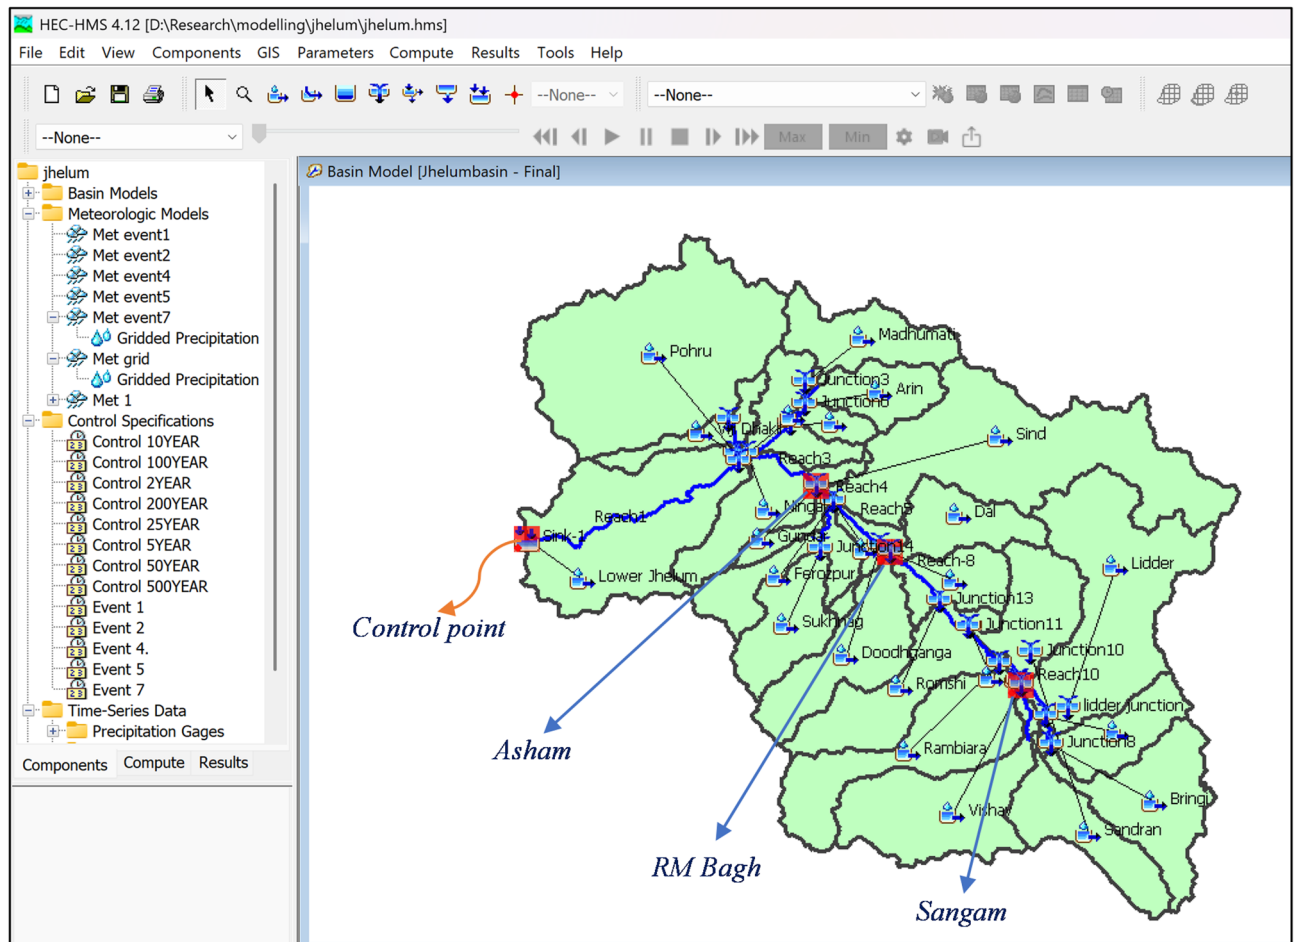 HEC-HMS 4.12 [D:\Research\modelling\jhelum\jhelum.hms]
File Edit View Components GIS Parameters Compute Results Tools Help
--None-- --None--
--None-- Max Min
jhelum
Basin Models
Meteorologic Models
Met event1
Met event2
Met event4
Met event5
Met event7
Gridded Precipitation
Met grid
Gridded Precipitation
Met 1
Control Specifications
Control 10YEAR
Control 100YEAR
Control 2YEAR
Control 200YEAR
Control 25YEAR
Control 5YEAR
Control 50YEAR
Control 500YEAR
Event 1
Event 2
Event 4.
Event 5
Event 7
Time-Series Data
Precipitation Gages
Components Compute Results
Basin Model [Jhelumbasin - Final]
Madhumati
Pohru
Junction3
Arin
Junction6
Sind
Reach3
Reach4
Reach1
Reach5
Dal
Sink-1
Junction14
Reach-8
Lidder
Lower Jhelum
Ferozpur
Junction13
Control point
Sukhnag
Junction11
Doodhganga
Junction10
Romshi
Reach10
lidder junction
Asham
Rambiara
Junction8
Bringi
Vishav
Sandran
RM Bagh
Sangam